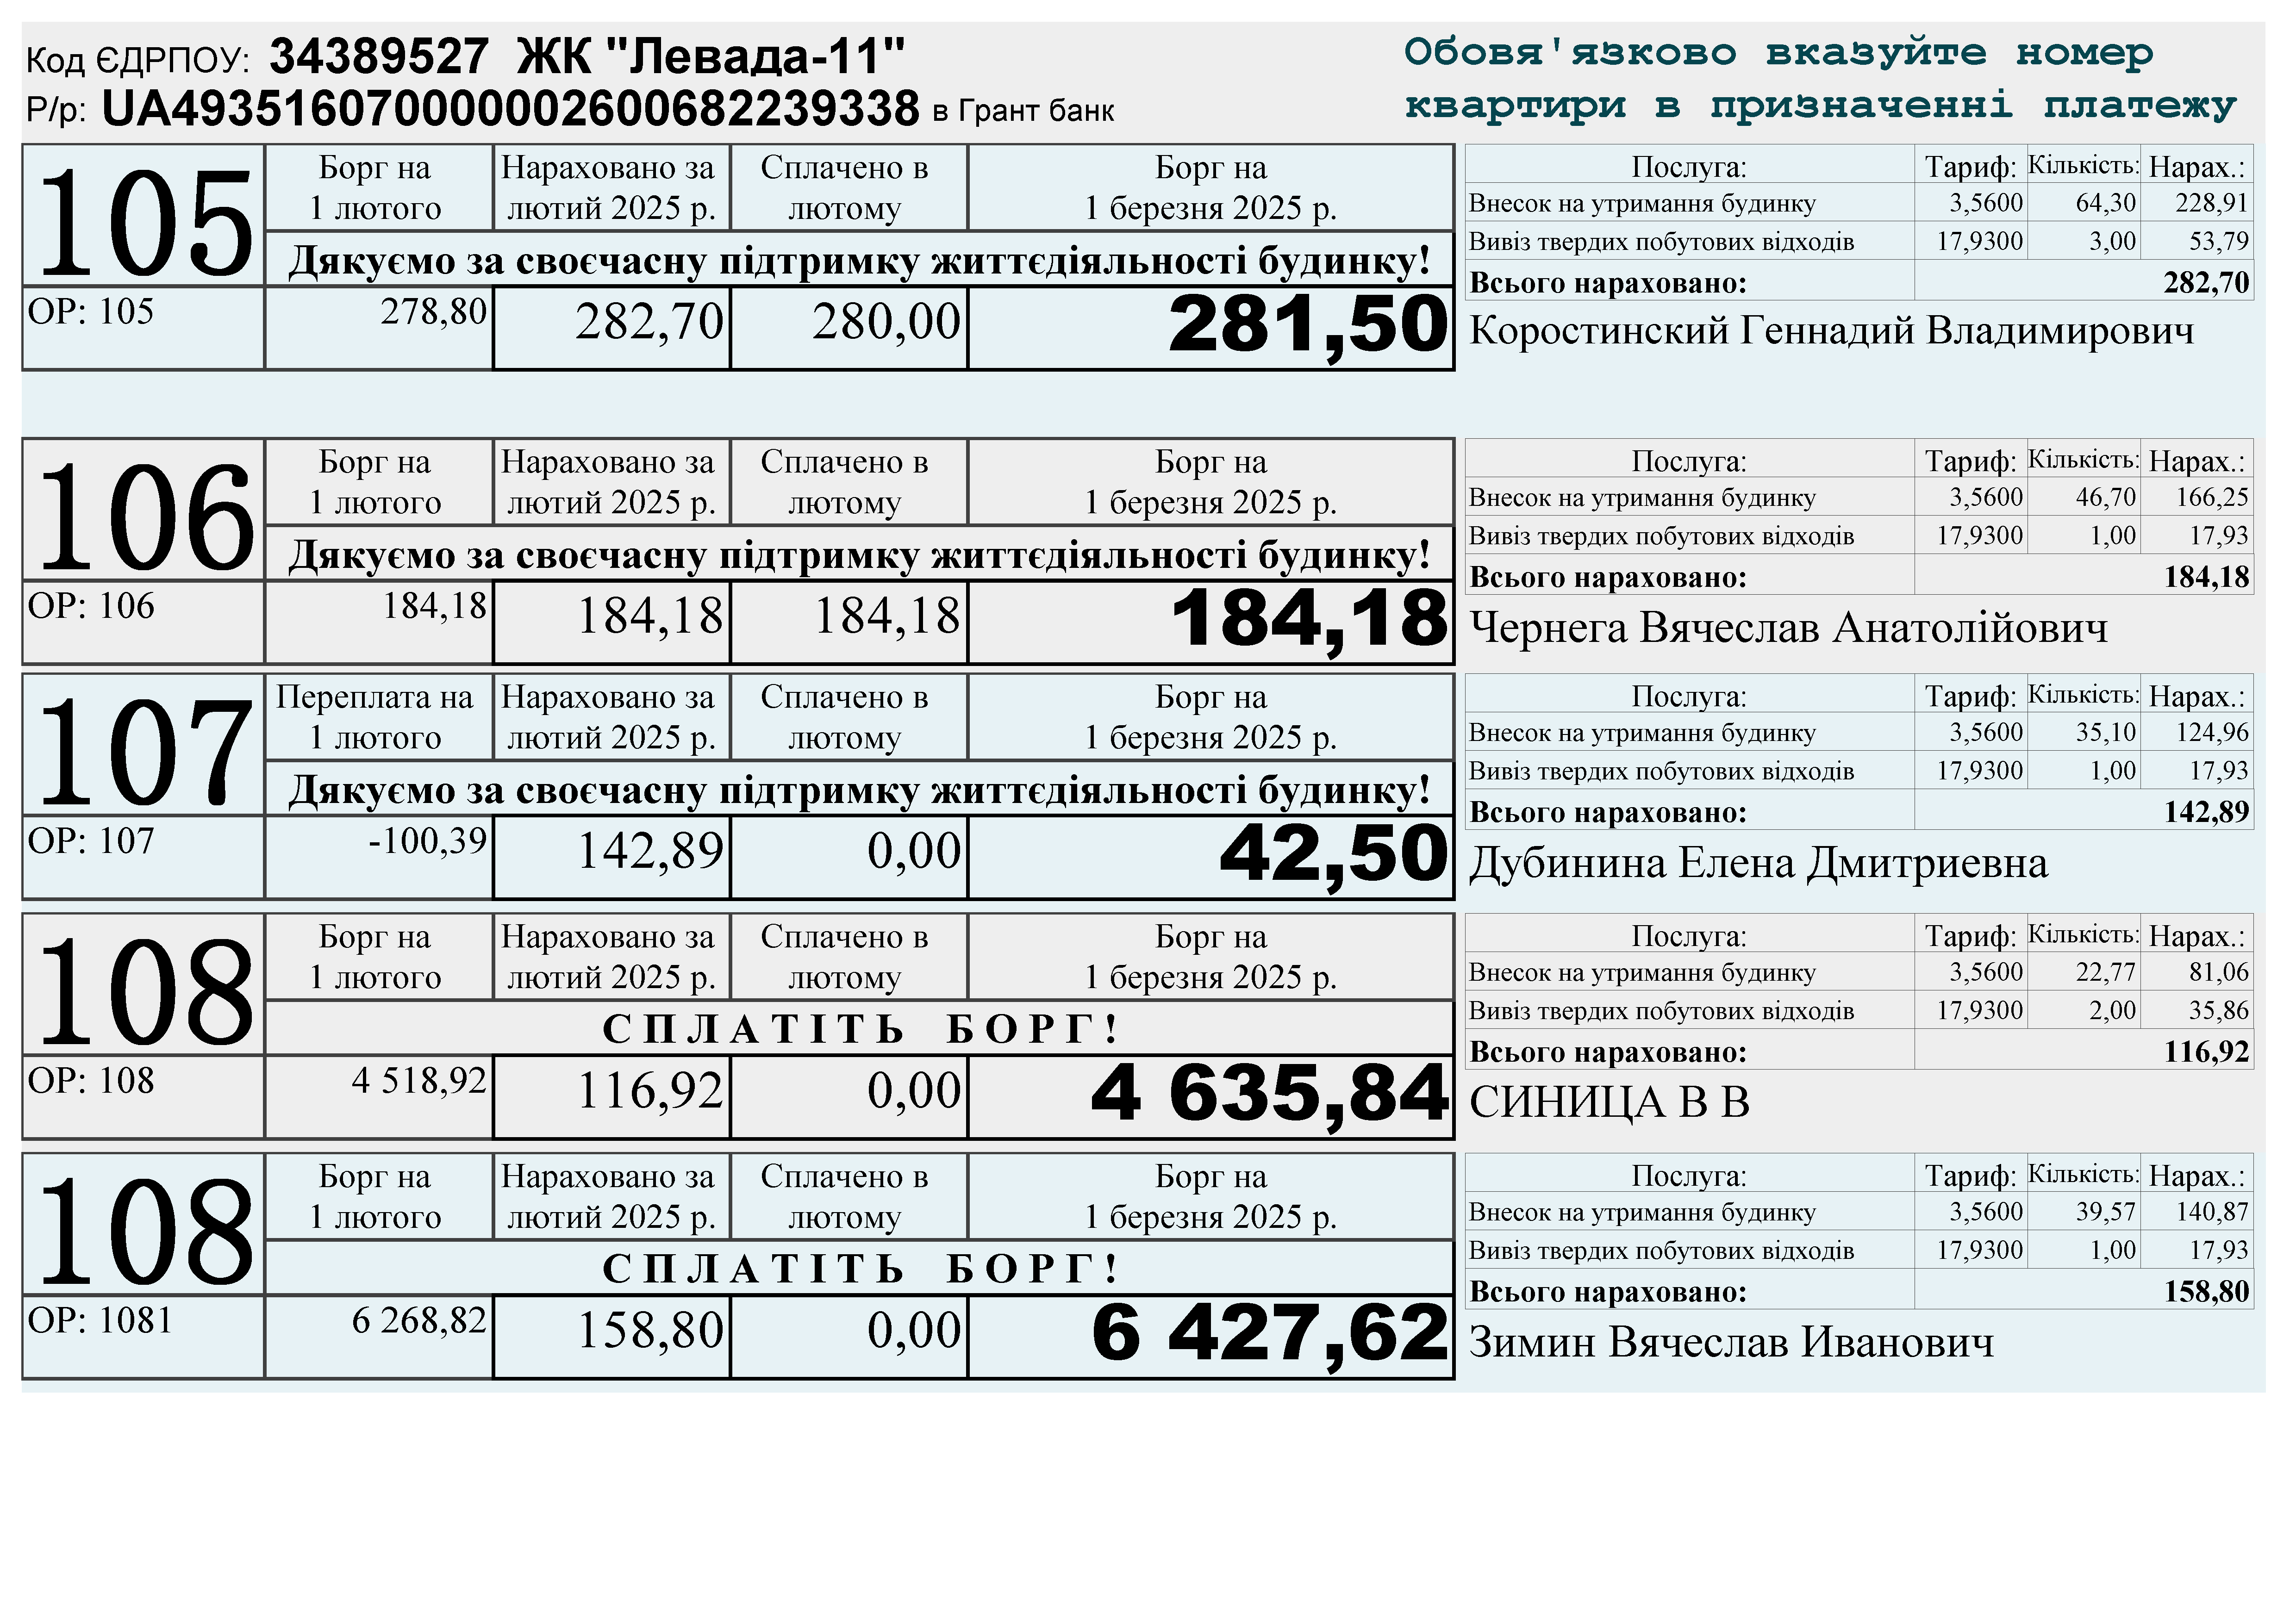 Код ЄДРПОУ: 34389527 ЖК "Левада-11"
Р/р: UA493516070000002600682239338 в Грант банк
Обовя'язково вказуйте номер
квартири в призначенні платежу
105
Борг на
1 лютого
Нараховано за
лютий 2025 р.
Сплачено в
лютому
Борг на
1 березня 2025 р.
Дякуємо за своєчасну підтримку життєдіяльності будинку!
ОР: 105 278,80 282,70 280,00 281,50
Послуга: Тариф: Кількість: Нарах.:
Внесок на утримання будинку 3,5600 64,30 228,91
Вивіз твердих побутових відходів 17,9300 3,00 53,79
Всього нараховано: 282,70
Коростинский Геннадий Владимирович
106
Борг на
1 лютого
Нараховано за
лютий 2025 р.
Сплачено в
лютому
Борг на
1 березня 2025 р.
Дякуємо за своєчасну підтримку життєдіяльності будинку!
ОР: 106 184,18 184,18 184,18 184,18
Послуга: Тариф: Кількість: Нарах.:
Внесок на утримання будинку 3,5600 46,70 166,25
Вивіз твердих побутових відходів 17,9300 1,00 17,93
Всього нараховано: 184,18
Чернега Вячеслав Анатолійович
107
Переплата на
1 лютого
Нараховано за
лютий 2025 р.
Сплачено в
лютому
Борг на
1 березня 2025 р.
Дякуємо за своєчасну підтримку життєдіяльності будинку!
ОР: 107 -100,39 142,89 0,00 42,50
Послуга: Тариф: Кількість: Нарах.:
Внесок на утримання будинку 3,5600 35,10 124,96
Вивіз твердих побутових відходів 17,9300 1,00 17,93
Всього нараховано: 142,89
Дубинина Елена Дмитриевна
108
Борг на
1 лютого
Нараховано за
лютий 2025 р.
Сплачено в
лютому
Борг на
1 березня 2025 р.
С П Л А Т І Т Ь Б О Р Г !
ОР: 108 4 518,92 116,92 0,00 4 635,84
Послуга: Тариф: Кількість: Нарах.:
Внесок на утримання будинку 3,5600 22,77 81,06
Вивіз твердих побутових відходів 17,9300 2,00 35,86
Всього нараховано: 116,92
СИНИЦА В В
108
Борг на
1 лютого
Нараховано за
лютий 2025 р.
Сплачено в
лютому
Борг на
1 березня 2025 р.
С П Л А Т І Т Ь Б О Р Г !
ОР: 1081 6 268,82 158,80 0,00 6 427,62
Послуга: Тариф: Кількість: Нарах.:
Внесок на утримання будинку 3,5600 39,57 140,87
Вивіз твердих побутових відходів 17,9300 1,00 17,93
Всього нараховано: 158,80
Зимин Вячеслав Иванович